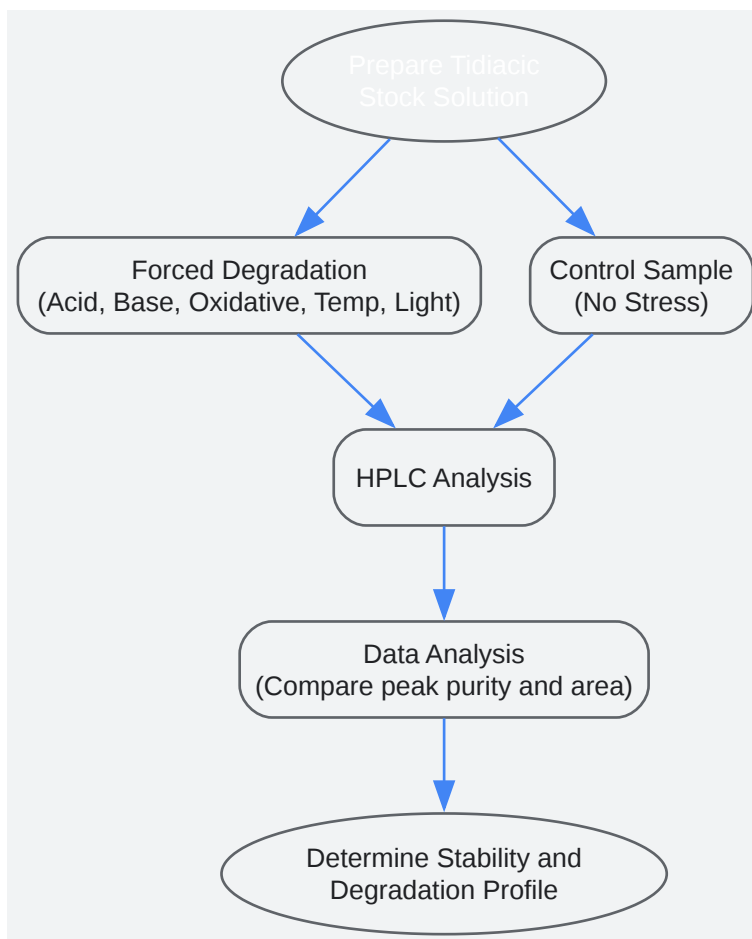 Prepare Tidiacic
Stock Solution
Forced Degradation
(Acid, Base, Oxidative, Temp, Light)
Control Sample
(No Stress)
HPLC Analysis
Data Analysis
(Compare peak purity and area)
Determine Stability and
Degradation Profile